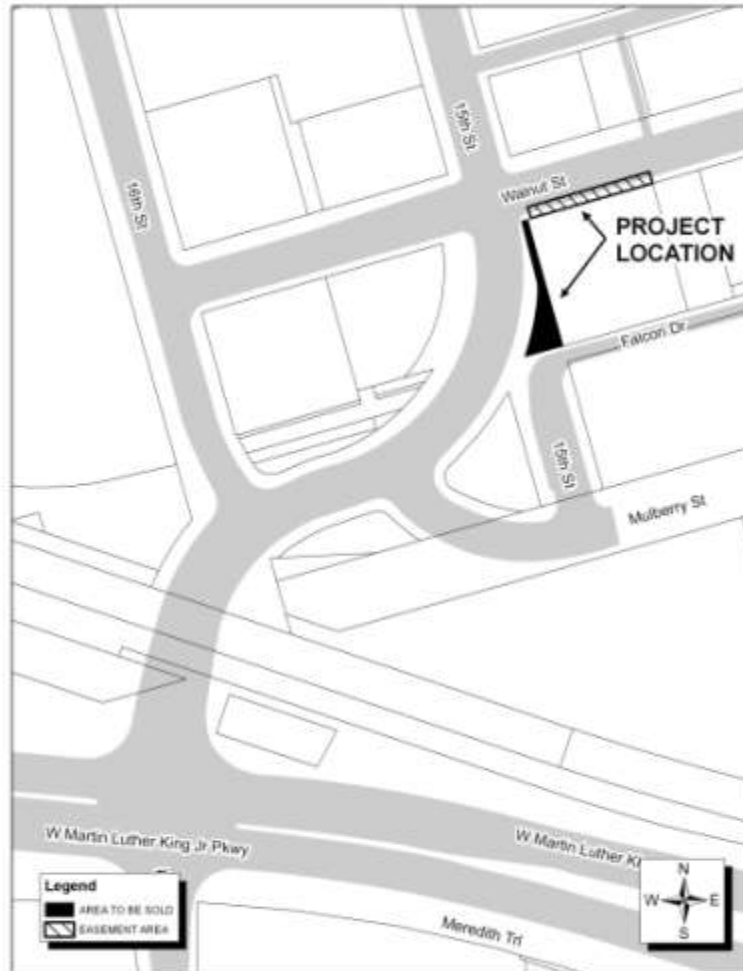 15th St
16th St
Walnut St
PROJECT
LOCATION
Falcon Dr
15th St
Mulberry St
W Martin Luther King Jr Pkwy
W Martin Luther Ki
Meredith Trl
Legend
AREA TO BE SOLD
EASEMENT AREA
N
W E
S